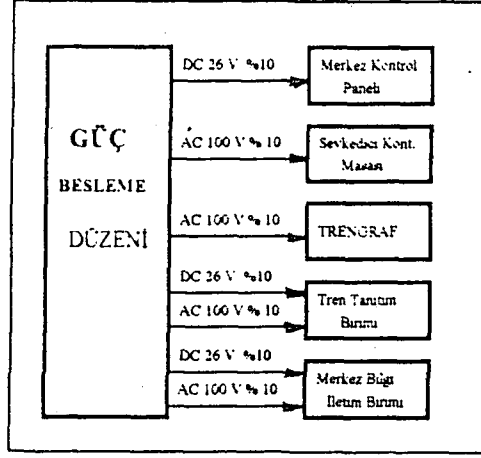 GÜÇ
BESLEME
DÜZENİ
DC 26 V %10
Merkez Kontrol
Paneli
AC 100 V % 10
Sevkedici Kont.
Masası
AC 100 V % 10
TRENGRAF
DC 26 V %10
AC 100 V % 10
Tren Tanıtım
Birimi
DC 26 V %10
AC 100 V % 10
Merkez Bilgi
İletim Birimi